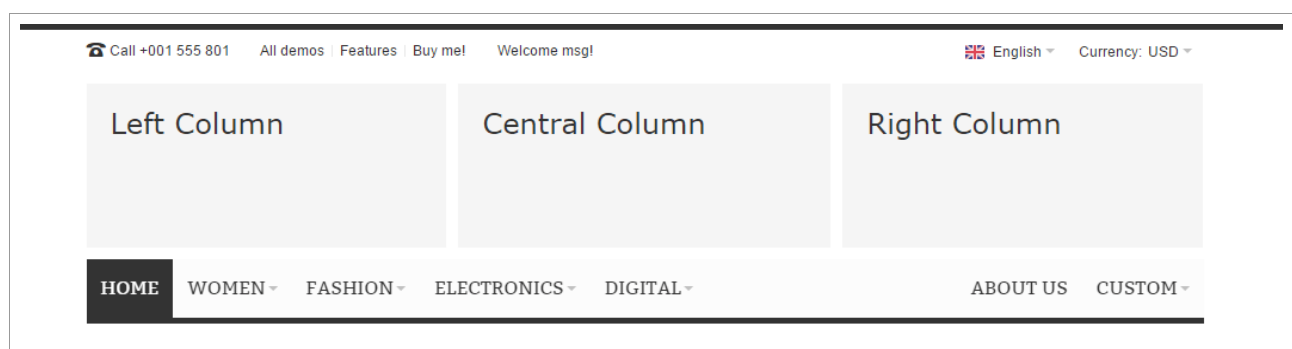 Call +001 555 801 All demos Features Buy me! Welcome msg! English Currency: USD
Left Column Central Column Right Column
HOME WOMEN FASHION ELECTRONICS DIGITAL ABOUT US CUSTOM